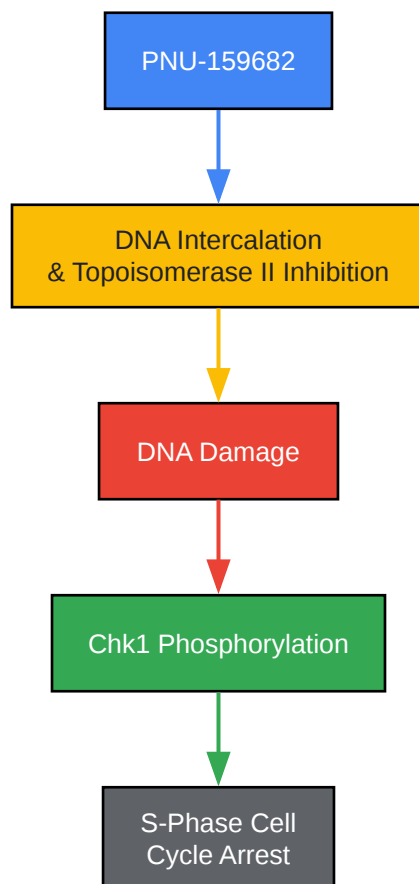 PNU-159682
DNA Intercalation
& Topoisomerase II Inhibition
DNA Damage
Chk1 Phosphorylation
S-Phase Cell
Cycle Arrest